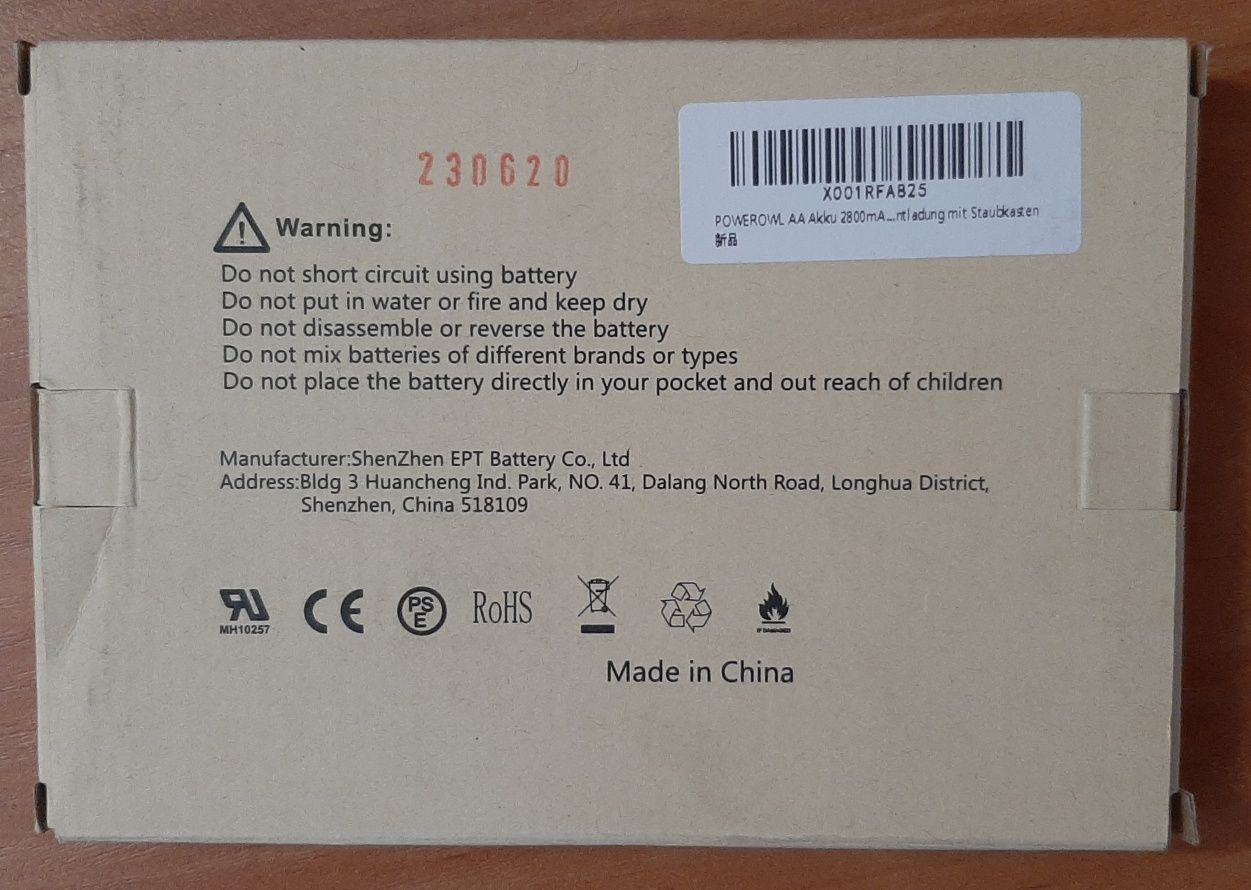 230620
X001RFAB25
POWEROWL AA Akku 2800mA...ntladung mit Staubkasten
新品
Warning:
Do not short circuit using battery
Do not put in water or fire and keep dry
Do not disassemble or reverse the battery
Do not mix batteries of different brands or types
Do not place the battery directly in your pocket and out reach of children
Manufacturer:ShenZhen EPT Battery Co., Ltd
Address:Bldg 3 Huancheng Ind. Park, NO. 41, Dalang North Road, Longhua District,
Shenzhen, China 518109
MH10257
CE
PS
E
RoHS
Made in China